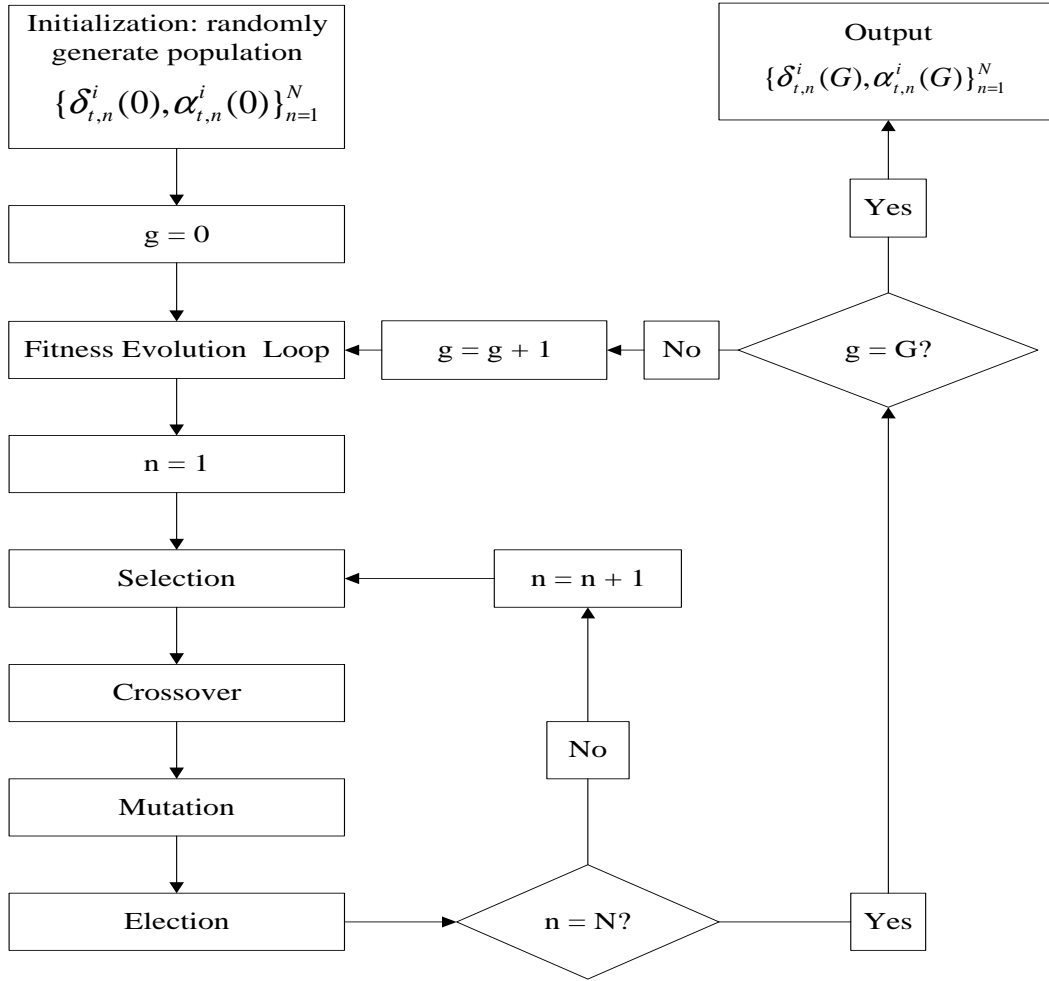 Initialization: randomly
generate population
{δ^i_{t,n}(0), α^i_{t,n}(0)}^N_{n=1}
g = 0
Fitness Evolution Loop
n = 1
Selection
Crossover
Mutation
Election
n = N?
No
n = n + 1
Yes
g = G?
No
g = g + 1
Yes
Output
{δ^i_{t,n}(G), α^i_{t,n}(G)}^N_{n=1}